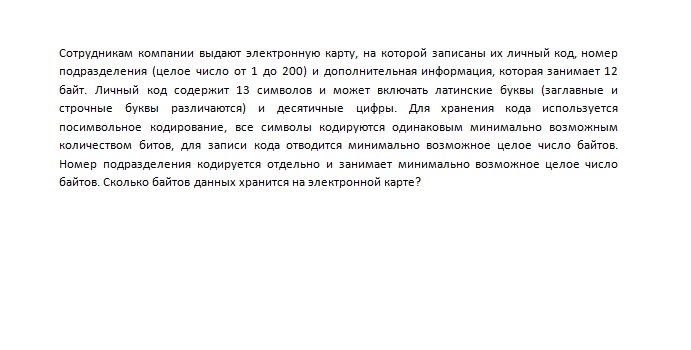 Сотрудникам компании выдают электронную карту, на которой записаны их личный код, номер
подразделения (целое число от 1 до 200) и дополнительная информация, которая занимает 12
байт. Личный код содержит 13 символов и может включать латинские буквы (заглавные и
строчные буквы различаются) и десятичные цифры. Для хранения кода используется
посимвольное кодирование, все символы кодируются одинаковым минимально возможным
количеством битов, для записи кода отводится минимально возможное целое число байтов.
Номер подразделения кодируется отдельно и занимает минимально возможное целое число
байтов. Сколько байтов данных хранится на электронной карте?